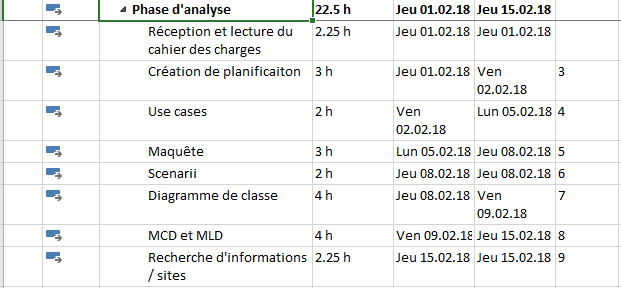 Phase d'analyse 22.5 h Jeu 01.02.18 Jeu 15.02.18
Réception et lecture du cahier des charges 2.25 h Jeu 01.02.18 Jeu 01.02.18
Création de planificaiton 3 h Jeu 01.02.18 Ven 02.02.18 3
Use cases 2 h Ven 02.02.18 Lun 05.02.18 4
Maquête 3 h Lun 05.02.18 Jeu 08.02.18 5
Scenarii 2 h Jeu 08.02.18 Jeu 08.02.18 6
Diagramme de classe 4 h Jeu 08.02.18 Ven 09.02.18 7
MCD et MLD 4 h Ven 09.02.18 Jeu 15.02.18 8
Recherche d'informations / sites 2.25 h Jeu 15.02.18 Jeu 15.02.18 9